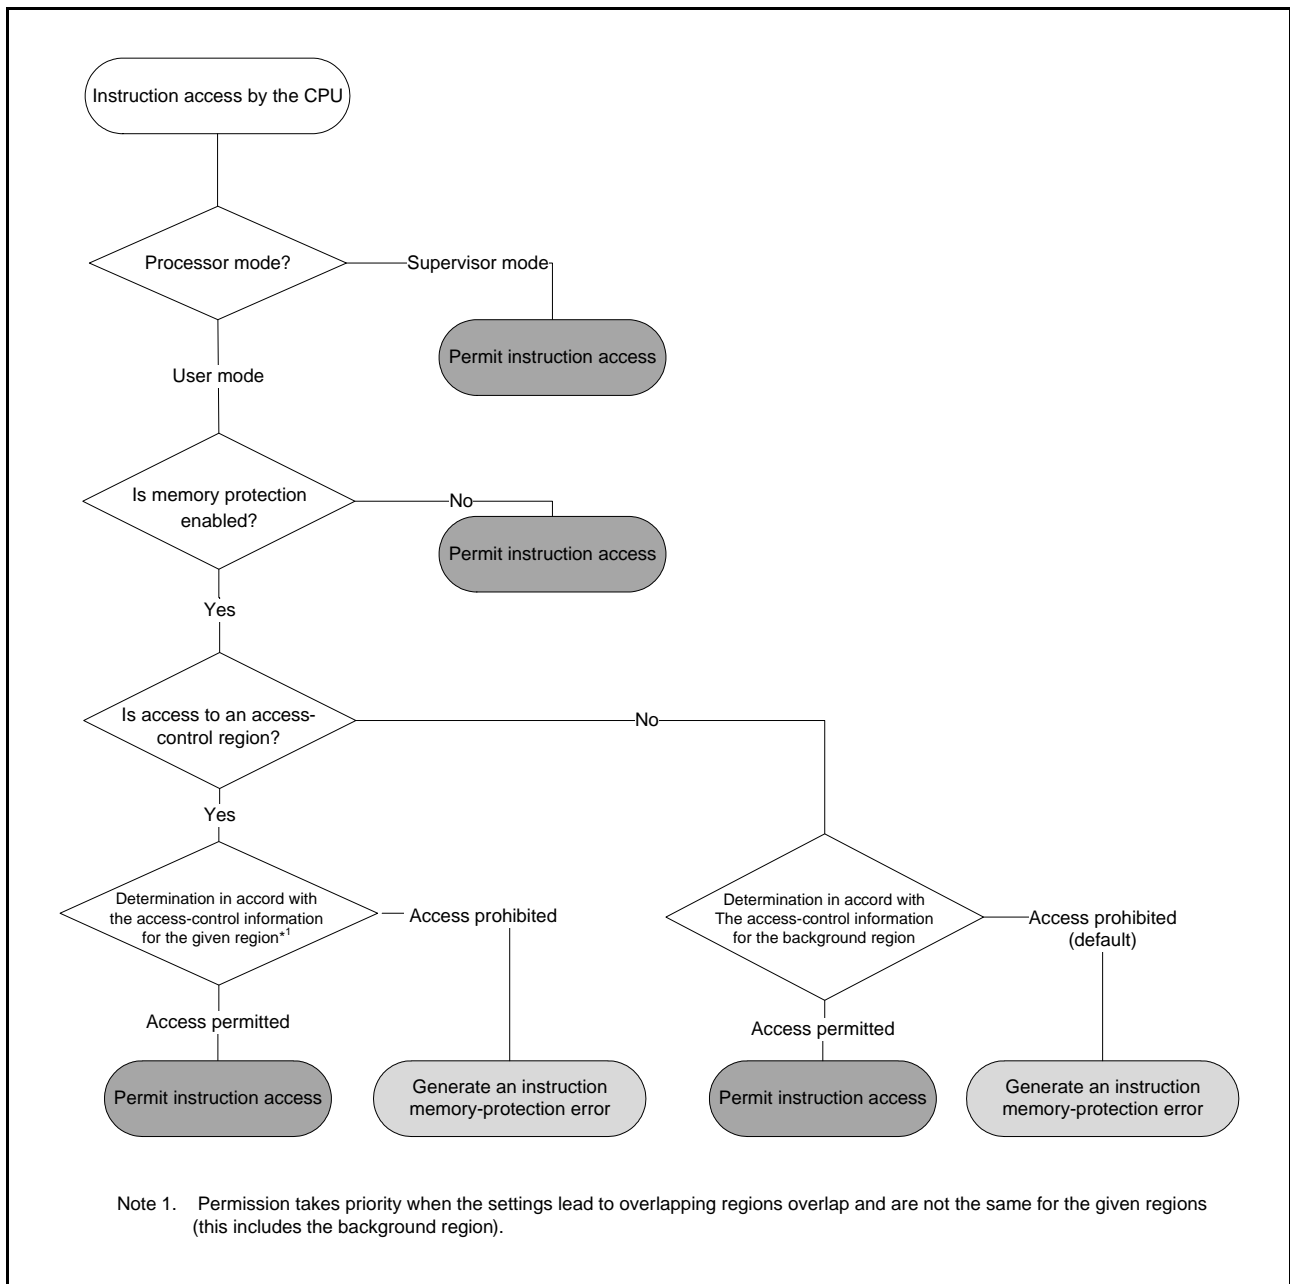 Instruction access by the CPU
Processor mode?
Supervisor mode
Permit instruction access
User mode
Is memory protection
enabled?
No
Permit instruction access
Yes
Is access to an access-
control region?
No
Yes
Determination in accord with
the access-control information
for the given region*1
Access prohibited
Determination in accord with
The access-control information
for the background region
Access prohibited
(default)
Access permitted
Access permitted
Permit instruction access
Generate an instruction
memory-protection error
Permit instruction access
Generate an instruction
memory-protection error
Note 1. Permission takes priority when the settings lead to overlapping regions overlap and are not the same for the given regions
(this includes the background region).